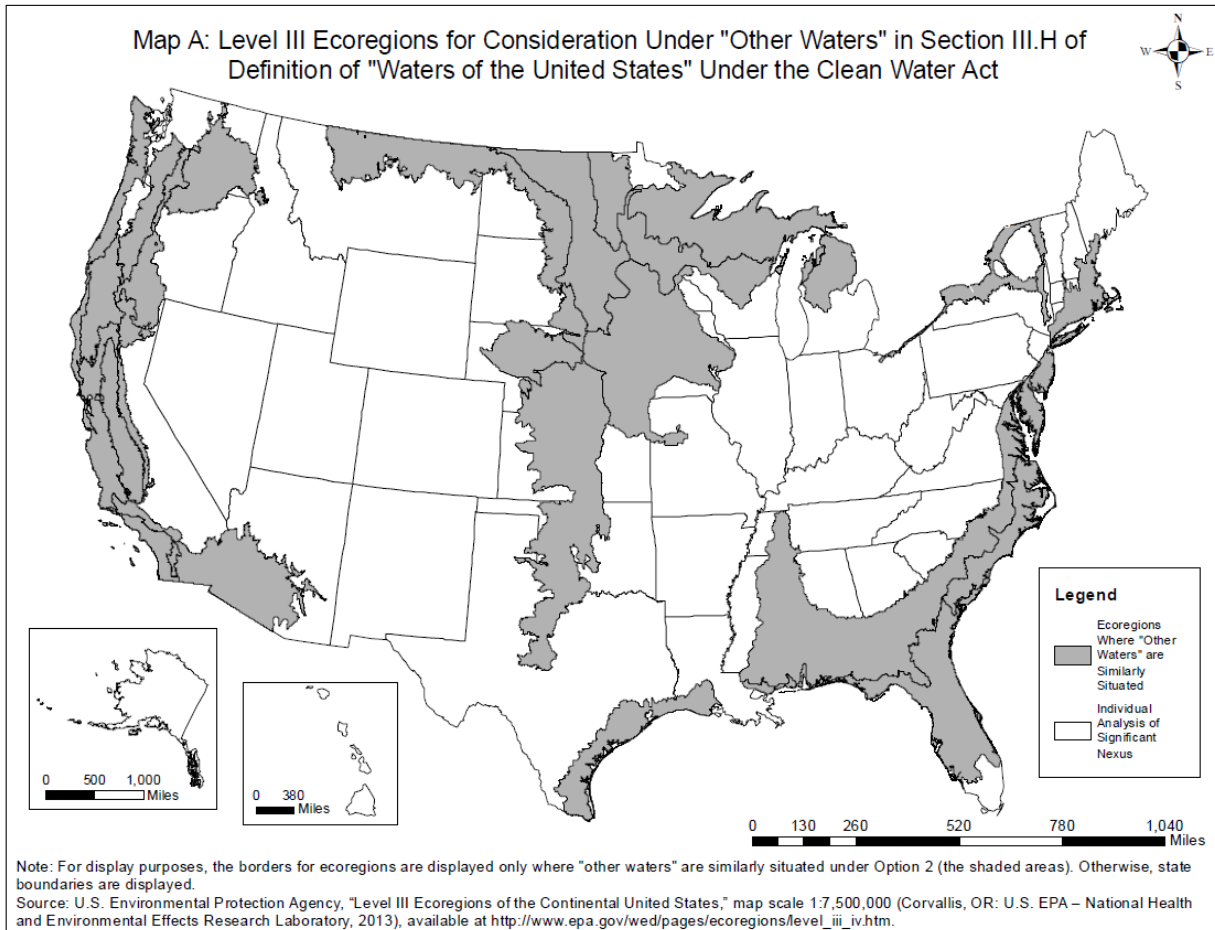 Map A: Level III Ecoregions for Consideration Under "Other Waters" in Section III.H of
Definition of "Waters of the United States" Under the Clean Water Act
N
W E
S
Legend
Ecoregions
Where "Other
Waters" are
Similarly
Situated
Individual
Analysis of
Significant
Nexus
0 500 1,000
Miles
0 380
Miles
0 130 260 520 780 1,040
Miles
Note: For display purposes, the borders for ecoregions are displayed only where "other waters" are similarly situated under Option 2 (the shaded areas). Otherwise, state
boundaries are displayed.
Source: U.S. Environmental Protection Agency, “Level III Ecoregions of the Continental United States,” map scale 1:7,500,000 (Corvallis, OR: U.S. EPA – National Health
and Environmental Effects Research Laboratory, 2013), available at http://www.epa.gov/wed/pages/ecoregions/level_iii_iv.htm.